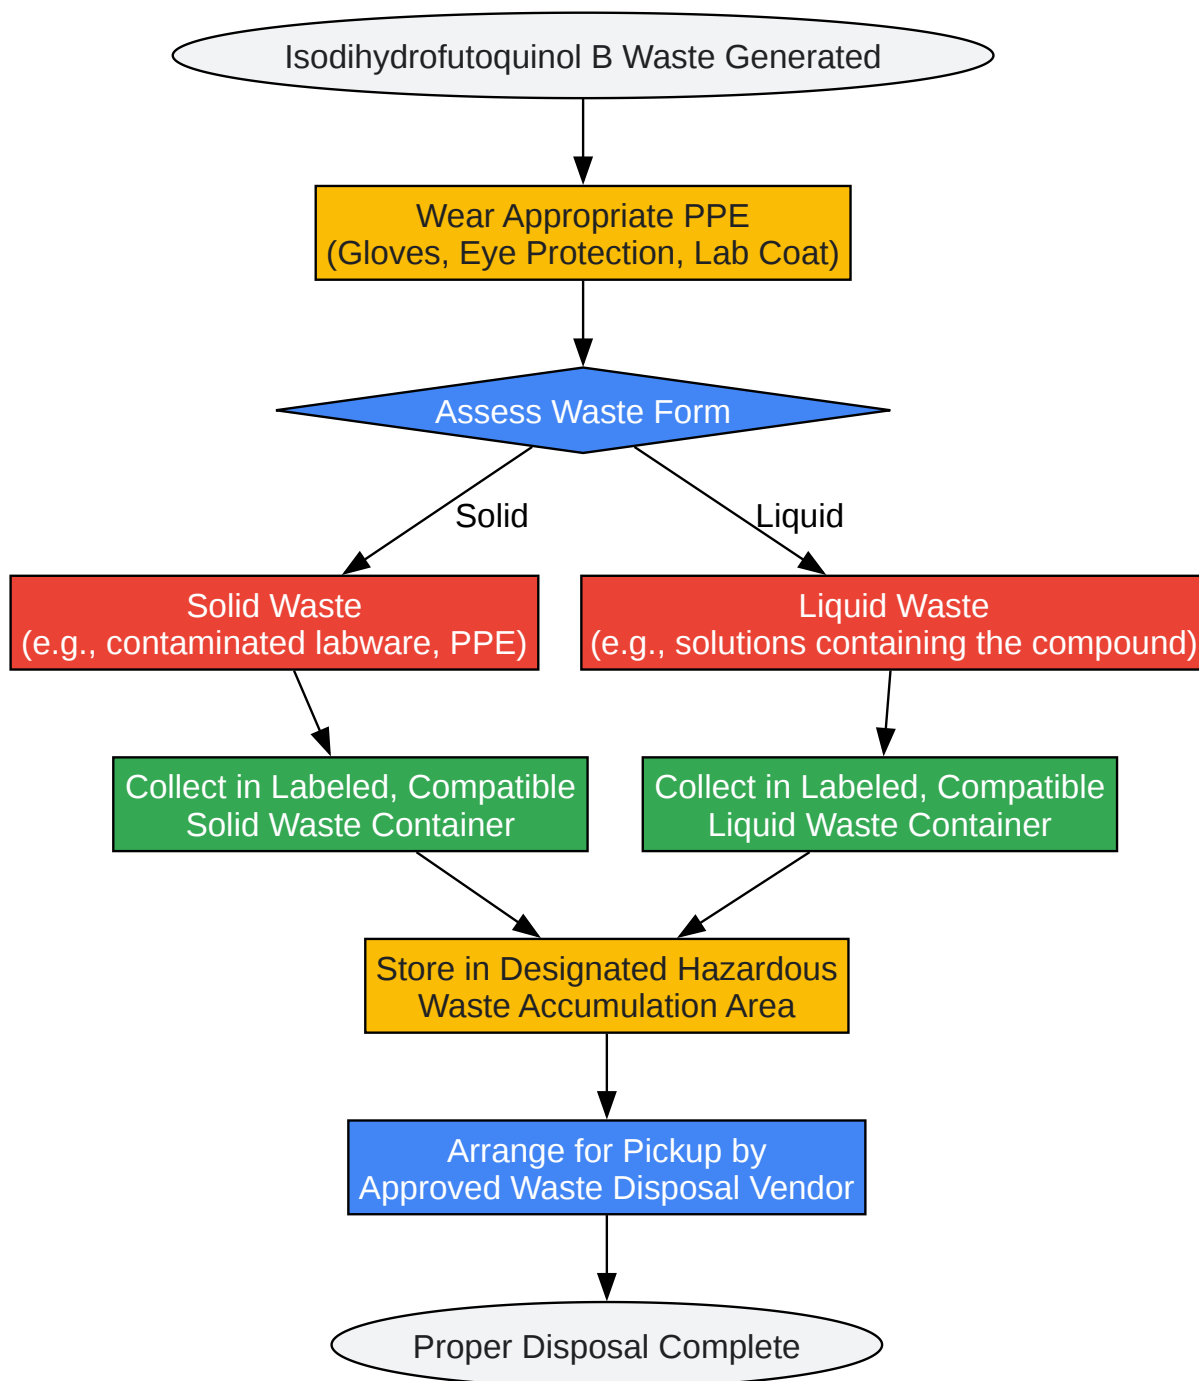 Isodihydrofutoquinol B Waste Generated
Wear Appropriate PPE
(Gloves, Eye Protection, Lab Coat)
Assess Waste Form
Solid
Liquid
Solid Waste
(e.g., contaminated labware, PPE)
Liquid Waste
(e.g., solutions containing the compound)
Collect in Labeled, Compatible
Solid Waste Container
Collect in Labeled, Compatible
Liquid Waste Container
Store in Designated Hazardous
Waste Accumulation Area
Arrange for Pickup by
Approved Waste Disposal Vendor
Proper Disposal Complete